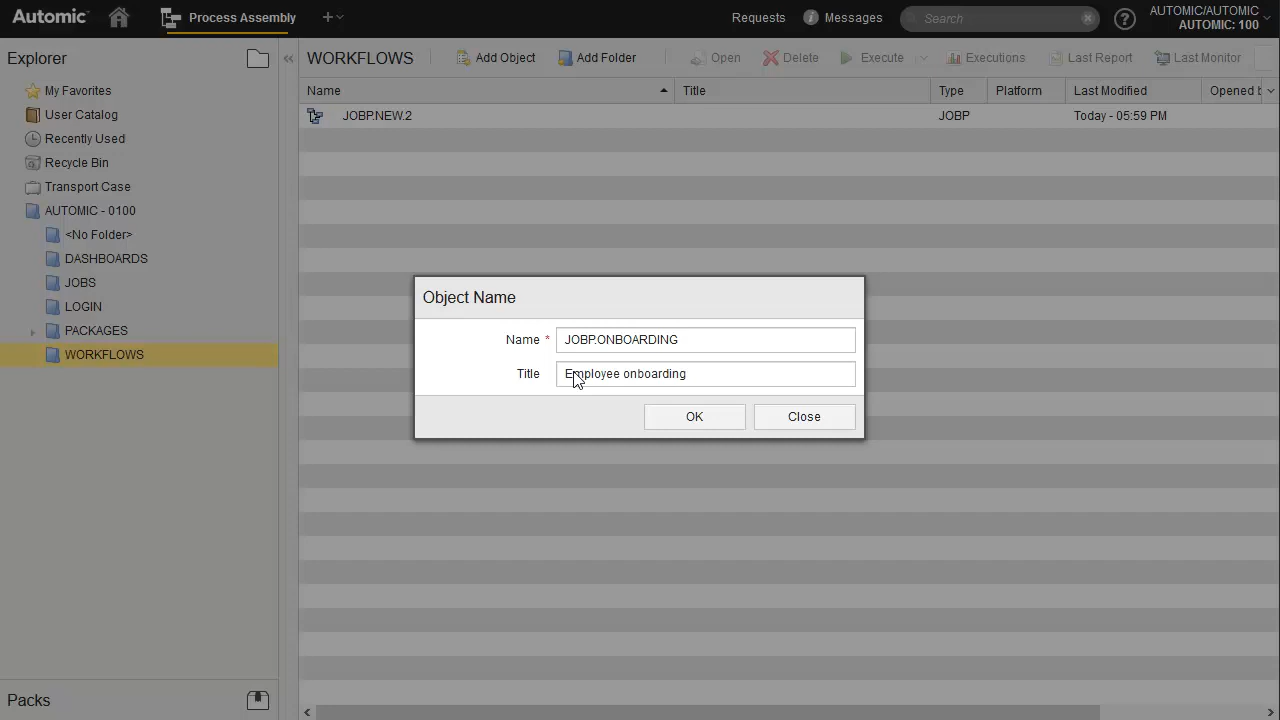 Automic
Process Assembly
Requests
Messages
Search
AUTOMIC/AUTOMIC
AUTOMIC: 100
Explorer
WORKFLOWS
Add Object
Add Folder
Open
Delete
Execute
Executions
Last Report
Last Monitor
My Favorites
User Catalog
Recently Used
Recycle Bin
Transport Case
AUTOMIC - 0100
<No Folder>
DASHBOARDS
JOBS
LOGIN
PACKAGES
WORKFLOWS
Name
Title
Type
Platform
Last Modified
Opened
JOBP.NEW.2
JOBP
Today - 05:59 PM
Object Name
Name * JOBP.ONBOARDING
Title Employee onboarding
OK
Close
Packs